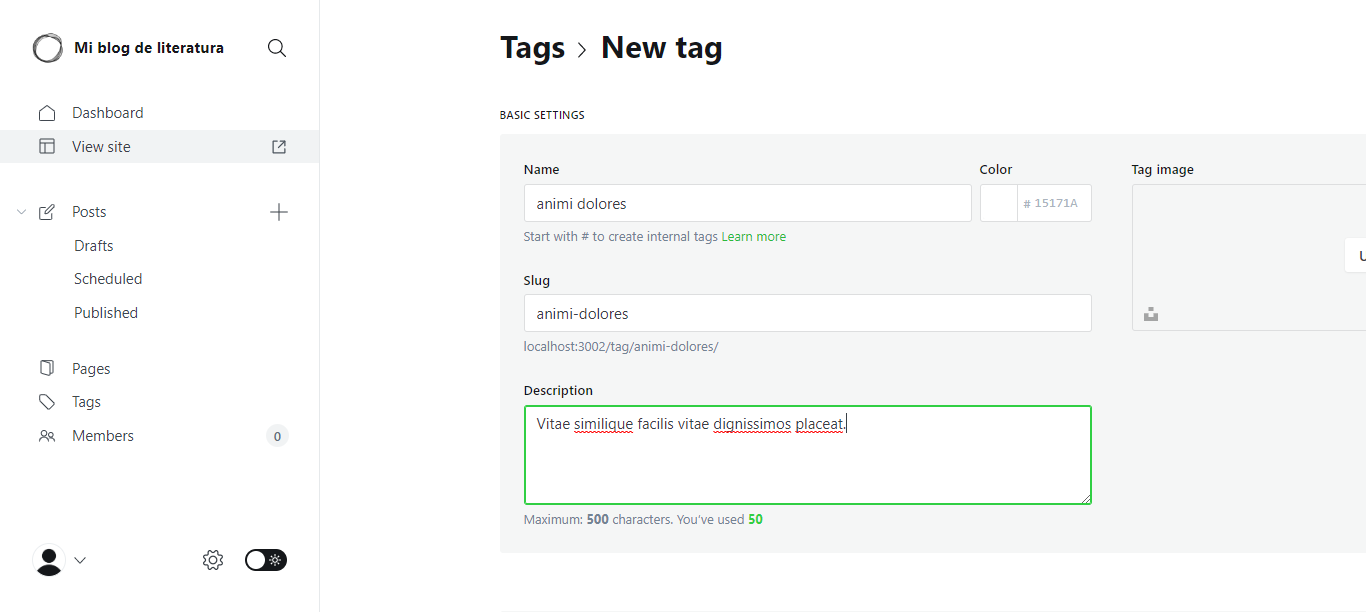 Mi blog de literatura
Dashboard
View site
Posts
Drafts
Scheduled
Published
Pages
Tags
Members 0
Tags › New tag
BASIC SETTINGS
Name
animi dolores
Start with # to create internal tags Learn more
Color
# 15171A
Slug
animi-dolores
localhost:3002/tag/animi-dolores/
Description
Vitae similique facilis vitae dignissimos placeat.
Maximum: 500 characters. You've used 50
Tag image